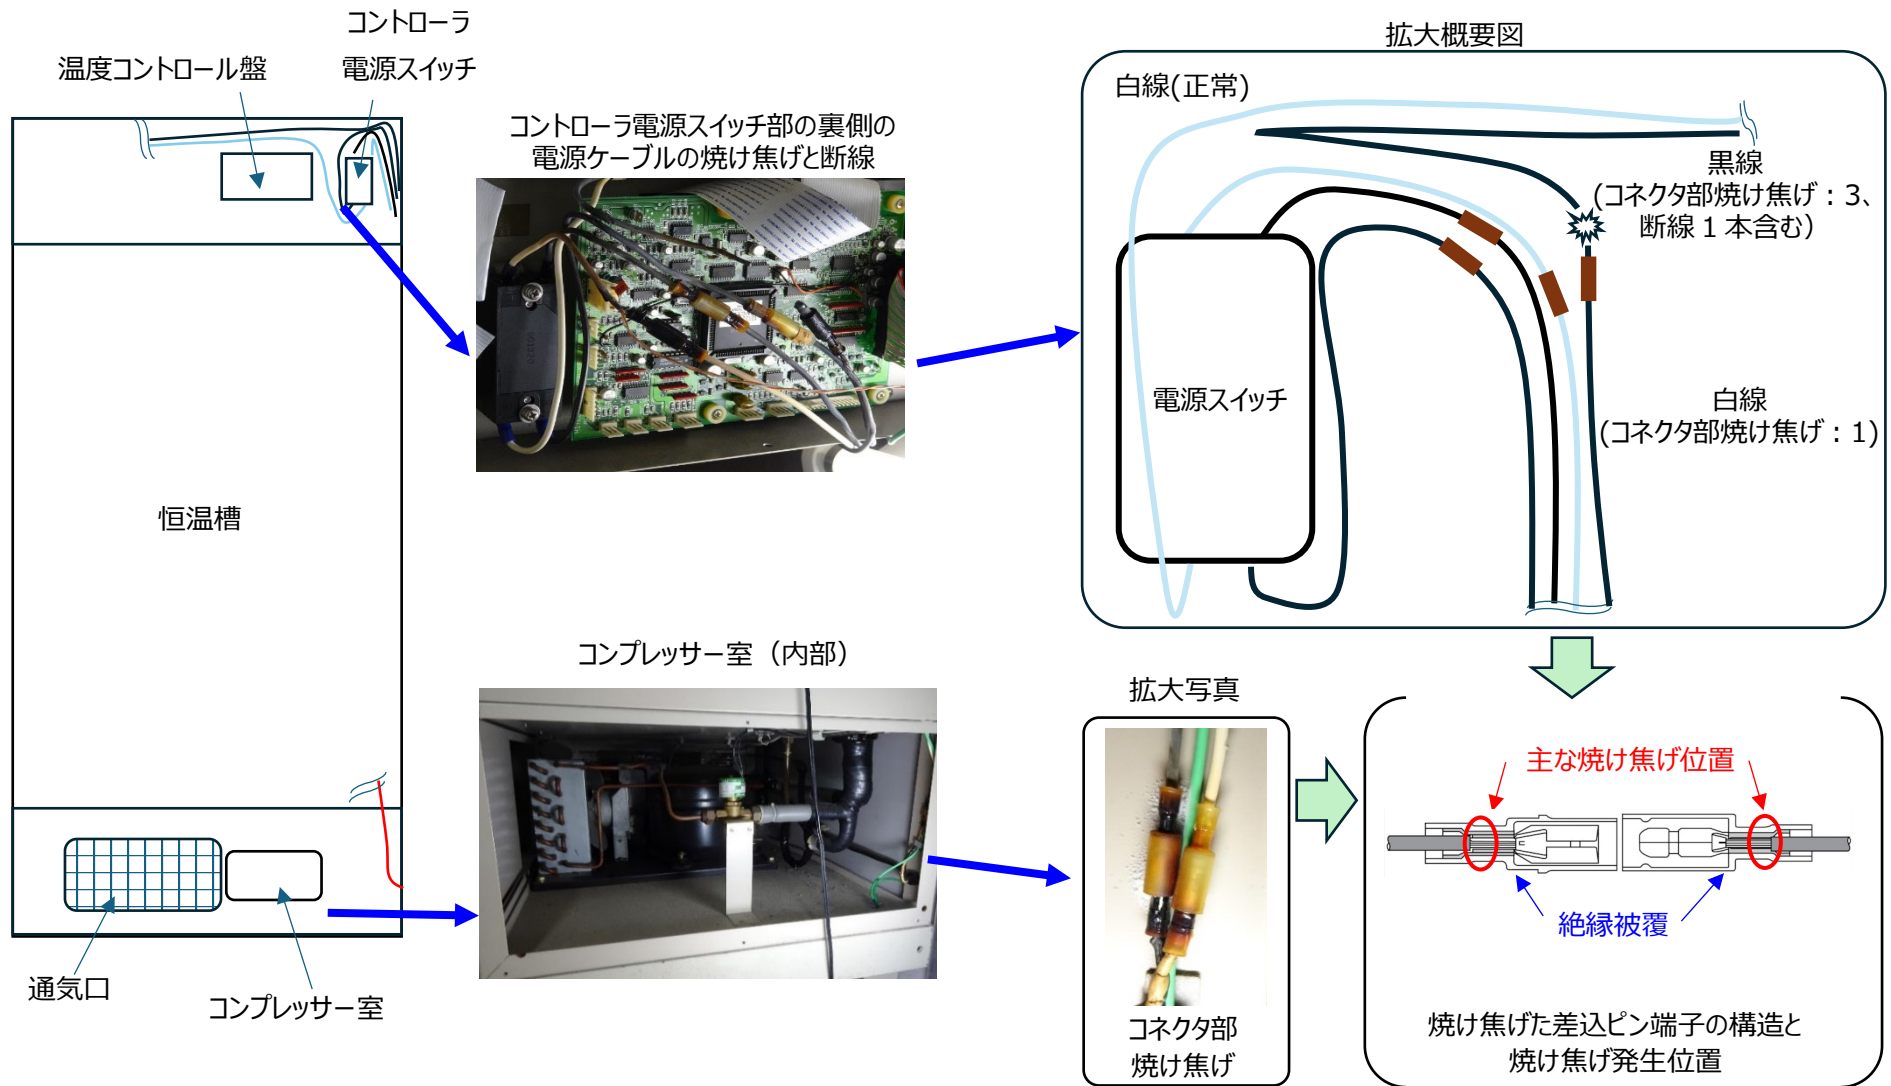 コントローラ
電源スイッチ
温度コントロール盤
コントローラ電源スイッチ部の裏側の
電源ケーブルの焼け焦げと断線
拡大概要図
白線(正常)
黒線
(コネクタ部焼け焦げ：3、
断線 1 本含む)
電源スイッチ
白線
(コネクタ部焼け焦げ：1)
恒温槽
コンプレッサー室（内部）
拡大写真
主な焼け焦げ位置
絶縁被覆
通気口
コンプレッサー室
コネクタ部
焼け焦げ
焼け焦げた差込ピン端子の構造と
焼け焦げ発生位置